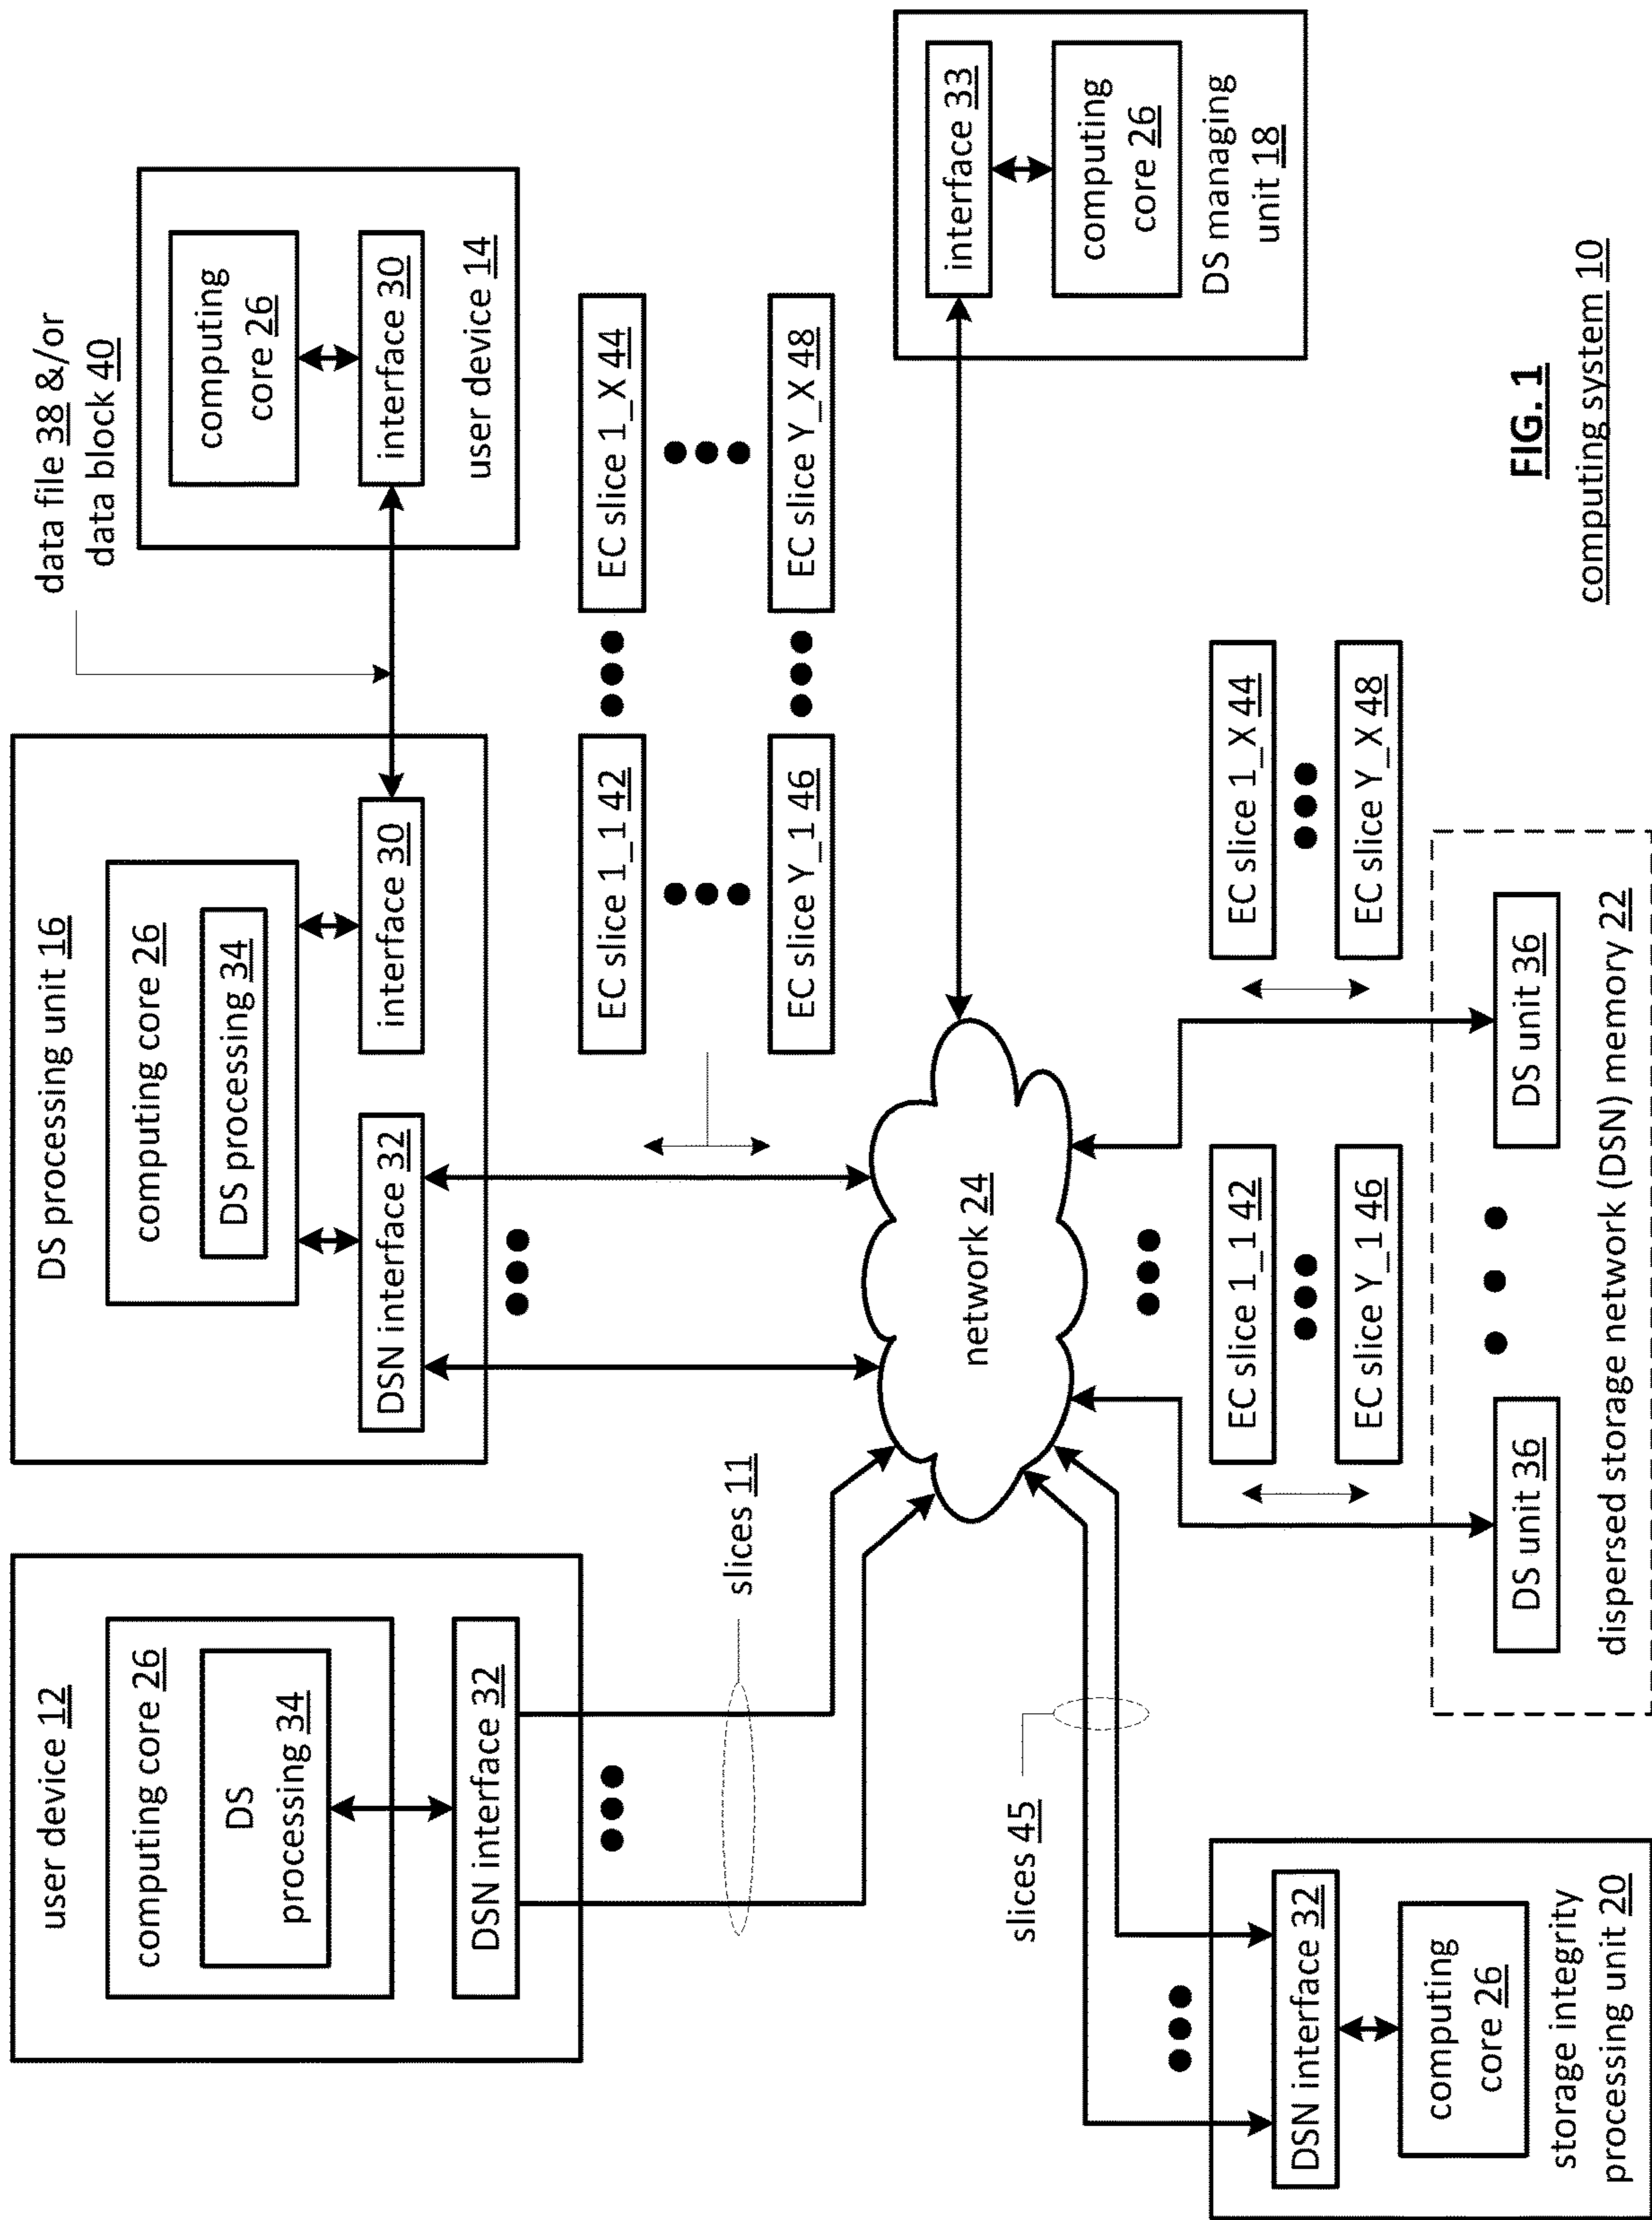 user device 12
computing core 26
DS
processing 34
DSN interface 32
slices 11
DS processing unit 16
computing core 26
DS processing 34
DSN interface 32
interface 30
data file 38 &/or
data block 40
computing
core 26
interface 30
user device 14
EC slice 1_1 42
EC slice 1_X 44
EC slice Y_1 46
EC slice Y_X 48
network 24
interface 33
computing
core 26
DS managing
unit 18
slices 45
DSN interface 32
computing
core 26
storage integrity
processing unit 20
EC slice 1_1 42
EC slice Y_1 46
EC slice 1_X 44
EC slice Y_X 48
DS unit 36
DS unit 36
dispersed storage network (DSN) memory 22
FIG. 1
computing system 10